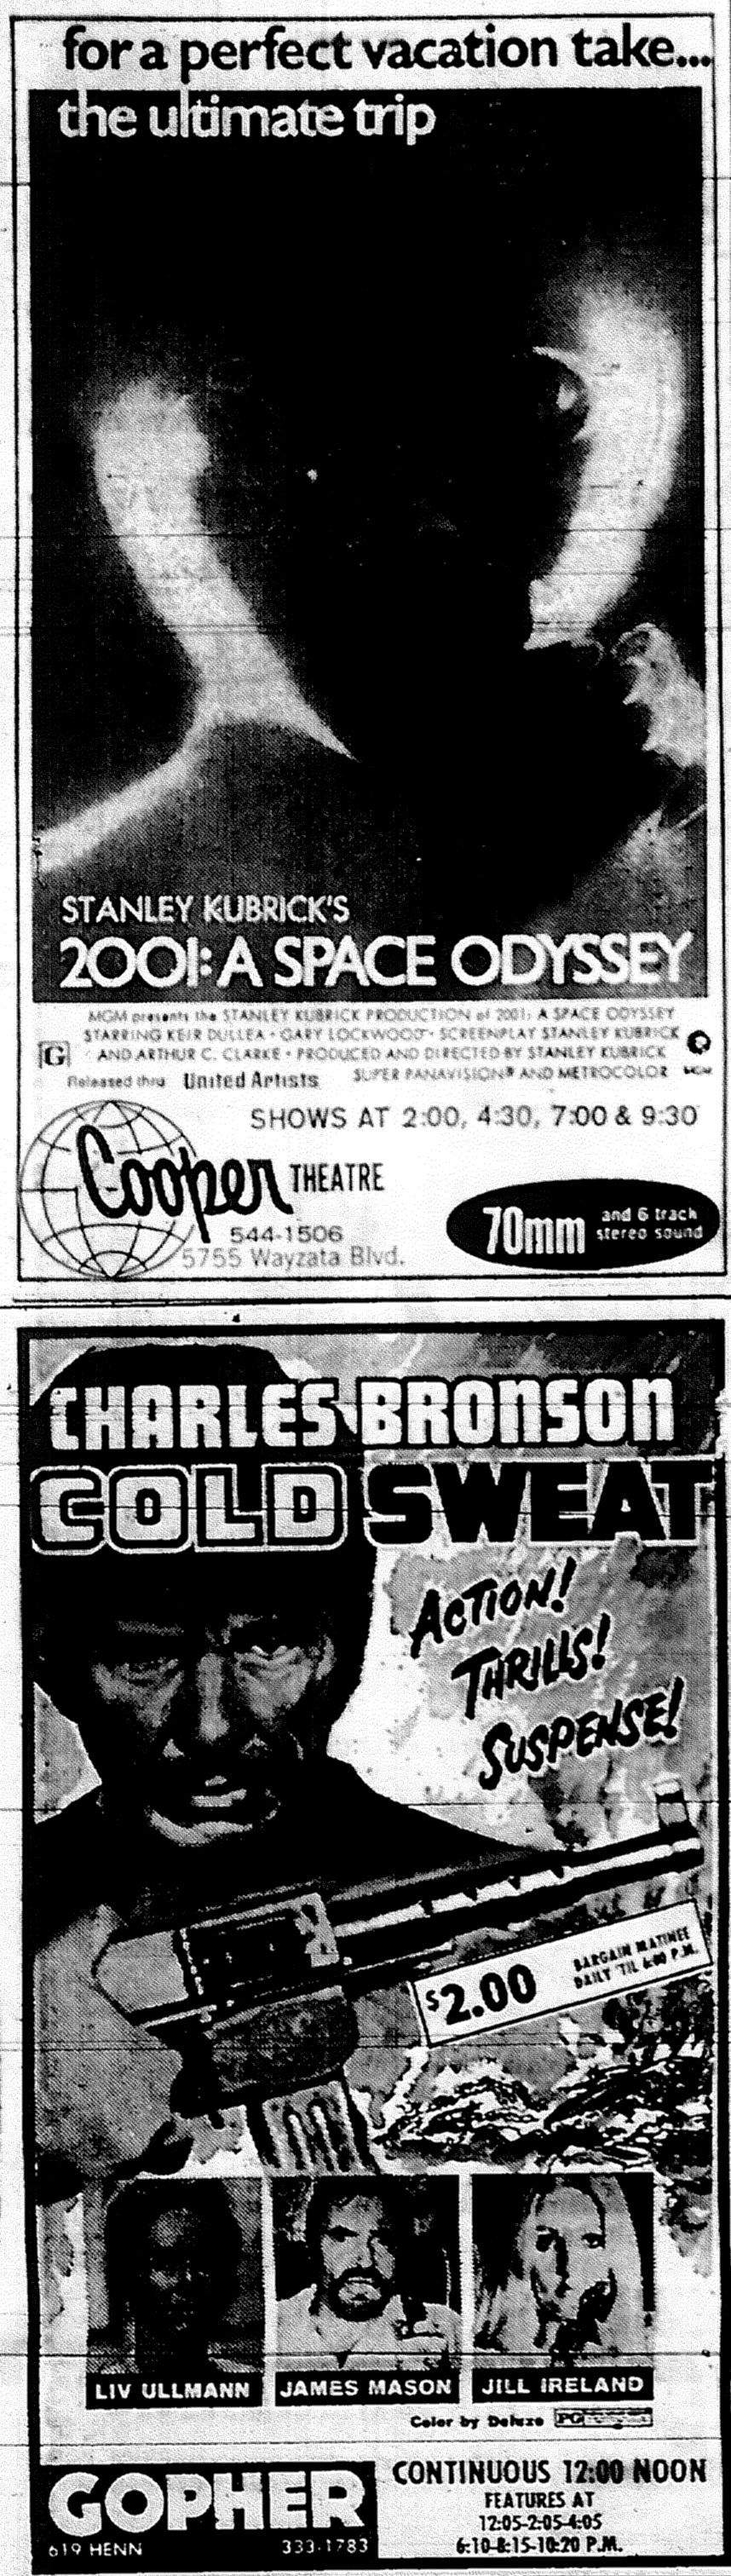 for a perfect vacation take...
the ultimate trip
STANLEY KUBRICK'S
2001: A SPACE ODYSSEY
MGM presents the STANLEY KUBRICK PRODUCTION of 2001: A SPACE ODYSSEY
STARRING KEIR DULLEA • GARY LOCKWOOD • SCREENPLAY STANLEY KUBRICK
G AND ARTHUR C. CLARKE • PRODUCED AND DIRECTED BY STANLEY KUBRICK
Released thru United Artists SUPER PANAVISION® AND METROCOLOR MGM
SHOWS AT 2:00, 4:30, 7:00 & 9:30
Cooper THEATRE
544-1506
5755 Wayzata Blvd.
70mm and 6 track
stereo sound
CHARLES BRONSON
COLD SWEAT
ACTION!
THRILLS!
SUSPENSE!
$2.00 BARGAIN MATINEE
DAILY 'TIL 6:00 P.M.
LIV ULLMANN JAMES MASON JILL IRELAND
Color by Deluxe PG
GOPHER
619 HENN 333-1783
CONTINUOUS 12:00 NOON
FEATURES AT
12:05-2:05-4:05
6:10-8:15-10:20 P.M.